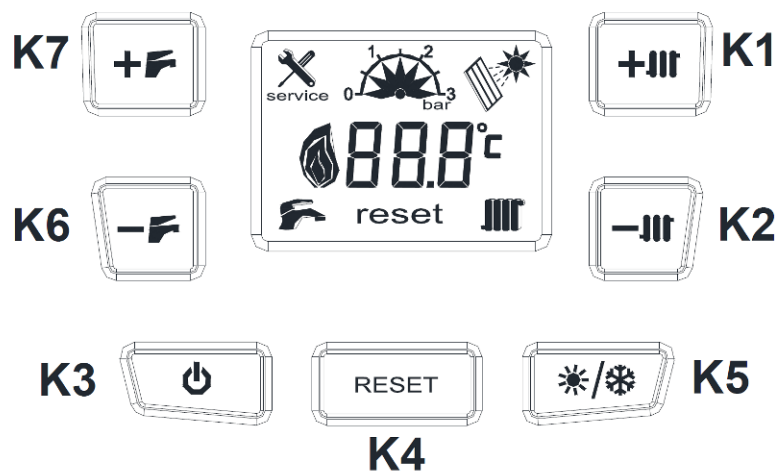 K7 K1
1 2
service 0 3
bar
88.8°c
K6 K2
reset
K3 RESET K5
K4